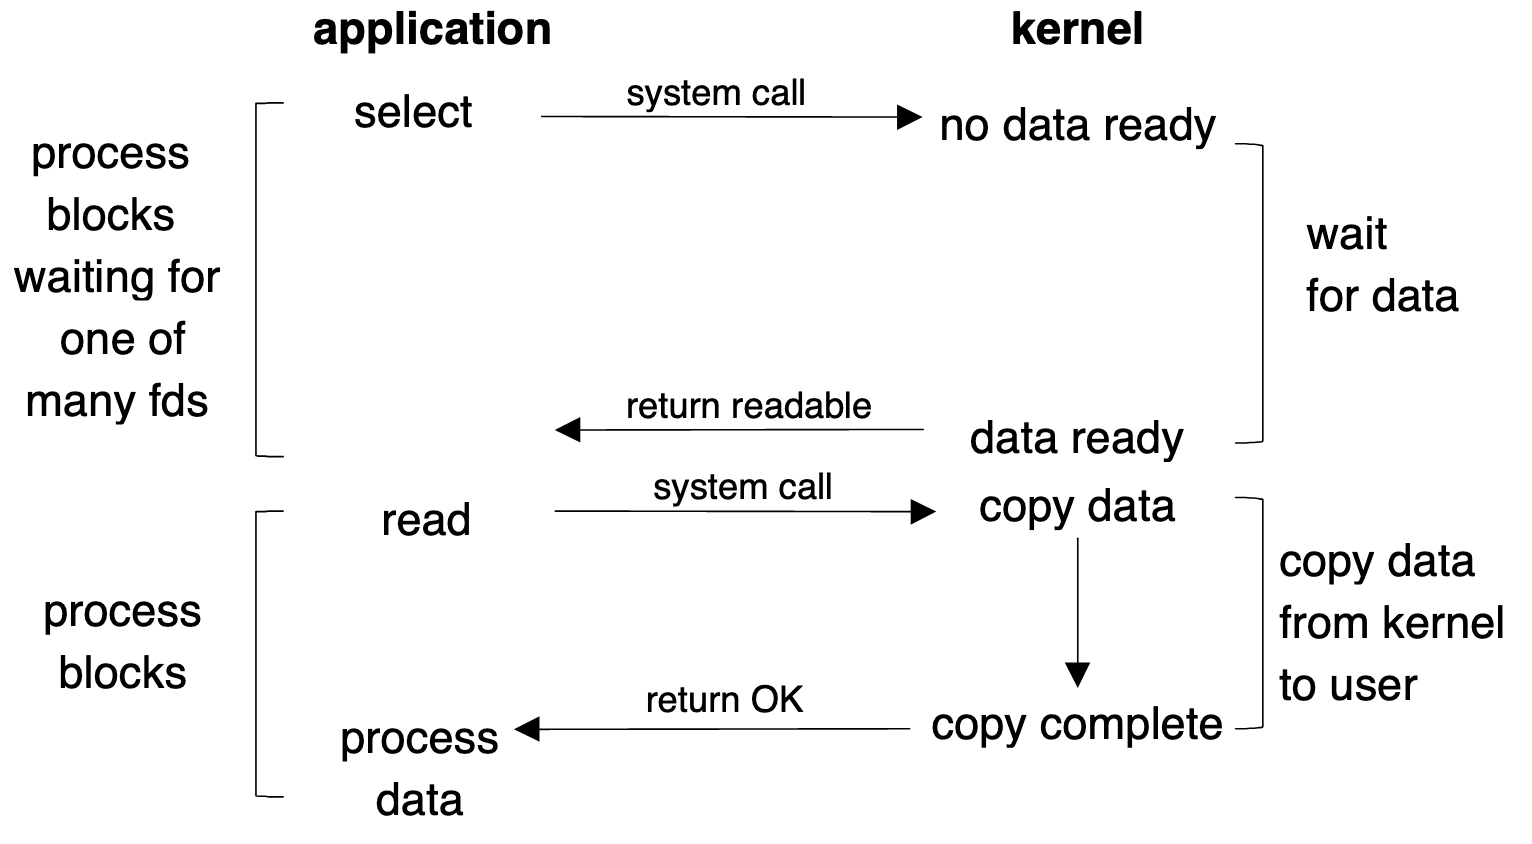 application
kernel
select
system call
no data ready
process
blocks
waiting for
one of
many fds
wait
for data
return readable
data ready
read
system call
copy data
process
blocks
copy data
from kernel
to user
return OK
copy complete
process
data